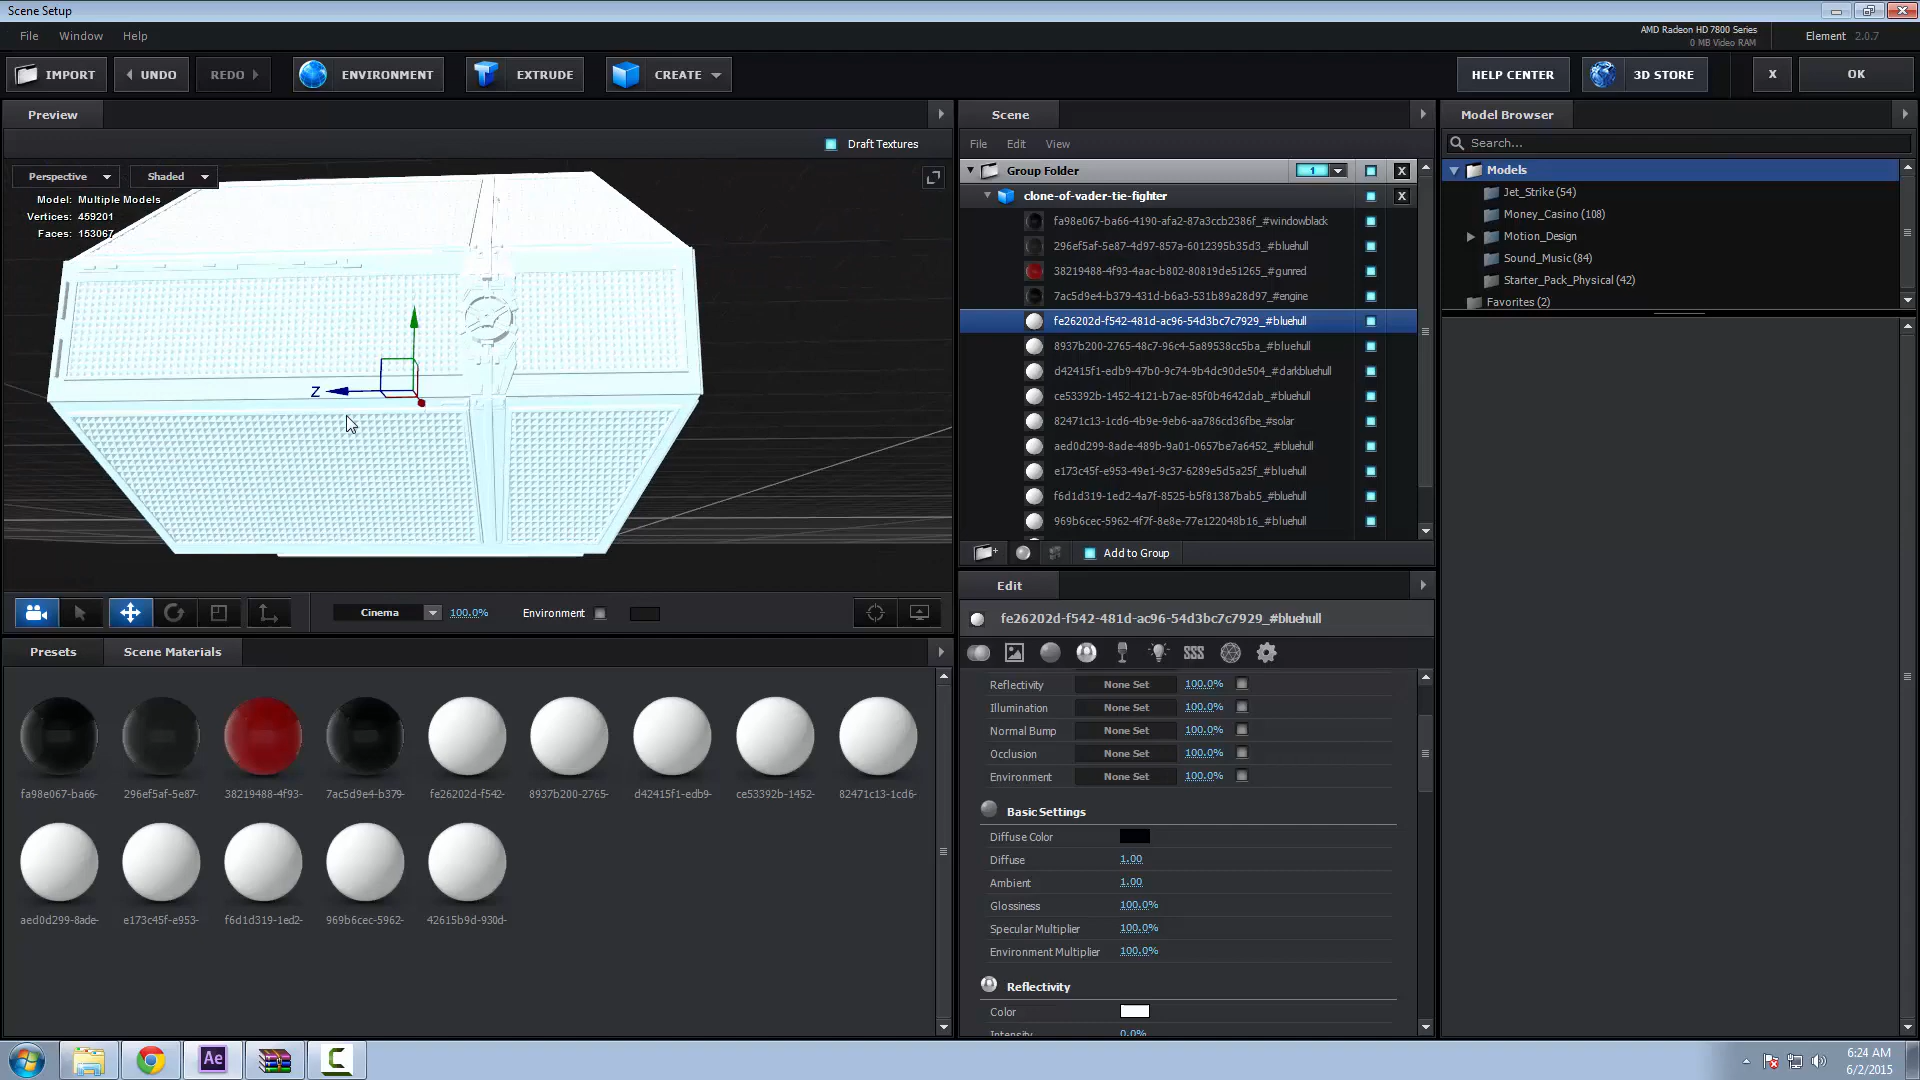 Scene Setup
File Window Help
AMD Radeon HD 7800 Series
0 MB Video RAM
Element 2.0.7
IMPORT UNDO REDO ENVIRONMENT EXTRUDE CREATE HELP CENTER 3D STORE X OK
Preview
Draft Textures
Perspective Shaded
Model: Multiple Models
Vertices: 459201
Faces: 153067
Z
Cinema 100.0% Environment
Presets Scene Materials
fa98e067-ba66- 296ef5af-5e87- 38219488-4f93- 7ac5d9e4-b379- fe26202d-f542- 8937b200-2765- d42415f1-edb9- ce53392b-1452- 82471c13-1cd6-
aed0d299-8ade- e173c45f-e953- f6d1d319-1ed2- 969b6cec-5962- 42615b9d-930d-
Scene
File Edit View
Group Folder 1 X
clone-of-vader-tie-fighter X
fa98e067-ba66-4190-afa2-87a3ccb2386f_#windowblack
296ef5af-5e87-4d97-857a-6012395b35d3_#bluehull
38219488-4f93-4aac-b802-80819de51265_#gunred
7ac5d9e4-b379-431d-b6a3-531b89a28d97_#engine
fe26202d-f542-481d-ac96-54d3bc7c7929_#bluehull
8937b200-2765-48c7-96c4-5a89538cc5ba_#bluehull
d42415f1-edb9-47b0-9c74-9b4dc90de504_#darkbluehull
ce53392b-1452-4121-b7ae-85f0b4642dab_#bluehull
82471c13-1cd6-4b9e-9eb6-aa786cd36fbe_#solar
aed0d299-8ade-489b-9a01-0657be7a6452_#bluehull
e173c45f-e953-49e1-9c37-6289e5d5a25f_#bluehull
f6d1d319-1ed2-4a7f-8525-b5f81387bab5_#bluehull
969b6cec-5962-4f7f-8e8e-77e122048b16_#bluehull
Add to Group
Edit
fe26202d-f542-481d-ac96-54d3bc7c7929_#bluehull
Reflectivity None Set 100.0%
Illumination None Set 100.0%
Normal Bump None Set 100.0%
Occlusion None Set 100.0%
Environment None Set 100.0%
Basic Settings
Diffuse Color
Diffuse 1.00
Ambient 1.00
Glossiness 100.0%
Specular Multiplier 100.0%
Environment Multiplier 100.0%
Reflectivity
Color
Intensity 0.0%
Model Browser
Search...
Models
Jet_Strike (54)
Money_Casino (108)
Motion_Design
Sound_Music (84)
Starter_Pack_Physical (42)
Favorites (2)
Ae
C
6:24 AM
6/2/2015